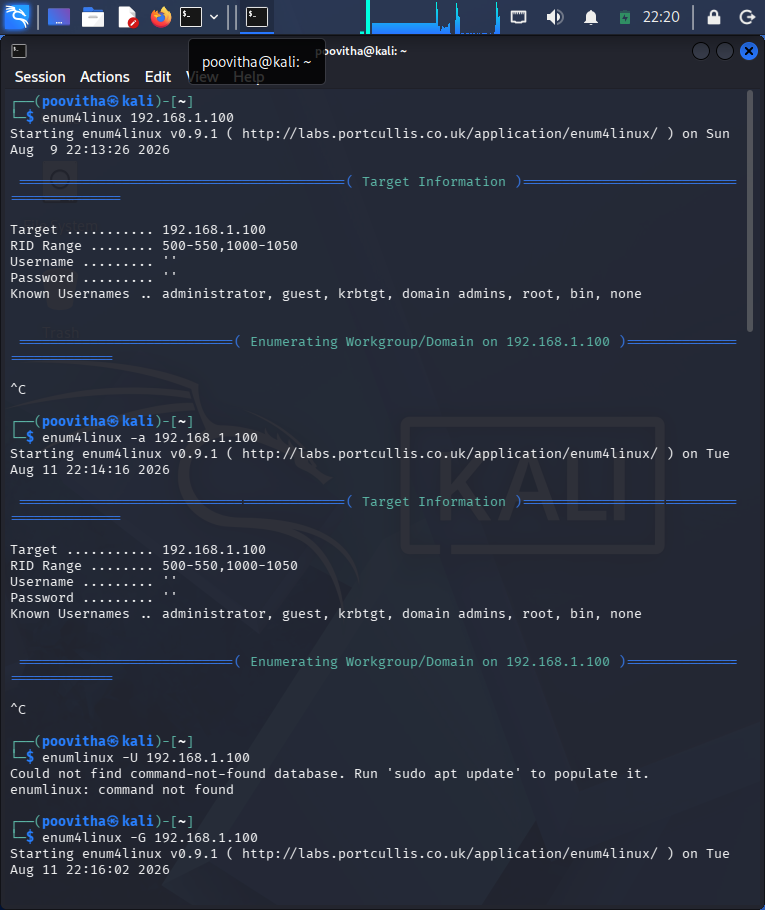 22:20
poovitha@kali: ~
poovitha@kali: ~
Session Actions Edit View Help
┌──(poovitha㉿kali)-[~]
└─$ enum4linux 192.168.1.100
Starting enum4linux v0.9.1 ( http://labs.portcullis.co.uk/application/enum4linux/ ) on Sun
Aug  9 22:13:26 2026
( Target Information )
Target ........... 192.168.1.100
RID Range ........ 500-550,1000-1050
Username ......... ''
Password ......... ''
Known Usernames .. administrator, guest, krbtgt, domain admins, root, bin, none
( Enumerating Workgroup/Domain on 192.168.1.100 )
^C
┌──(poovitha㉿kali)-[~]
└─$ enum4linux -a 192.168.1.100
Starting enum4linux v0.9.1 ( http://labs.portcullis.co.uk/application/enum4linux/ ) on Tue
Aug 11 22:14:16 2026
( Target Information )
KALI
Target ........... 192.168.1.100
RID Range ........ 500-550,1000-1050
Username ......... ''
Password ......... ''
Known Usernames .. administrator, guest, krbtgt, domain admins, root, bin, none
( Enumerating Workgroup/Domain on 192.168.1.100 )
^C
┌──(poovitha㉿kali)-[~]
└─$ enumlinux -U 192.168.1.100
Could not find command-not-found database. Run 'sudo apt update' to populate it.
enumlinux: command not found
┌──(poovitha㉿kali)-[~]
└─$ enum4linux -G 192.168.1.100
Starting enum4linux v0.9.1 ( http://labs.portcullis.co.uk/application/enum4linux/ ) on Tue
Aug 11 22:16:02 2026